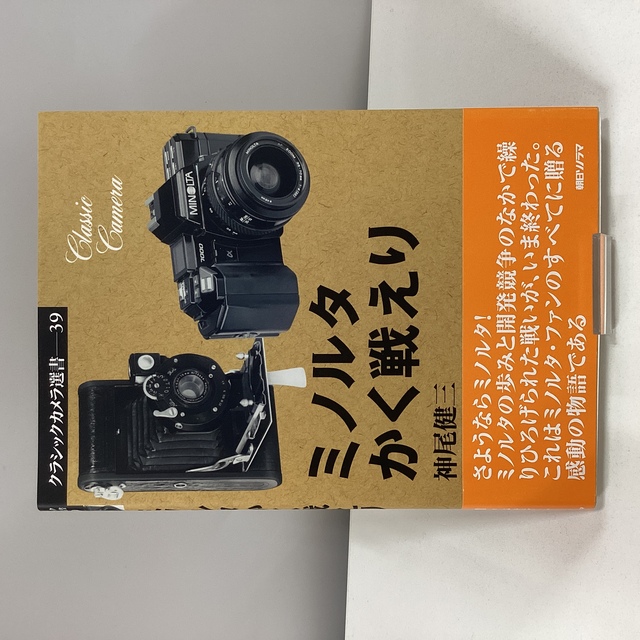 クラシックカメラ選書—39
Classic
Camera
MINOLTA
7000
α
ミノルタ
かく戦えり
神尾健三
さようならミノルタ!
ミノルタの歩みと開発競争のなかで繰
りひろげられた戦いが、いま終わった。
これはミノルタ・ファンのすべてに贈る
感動の物語である
朝日ソノラマ